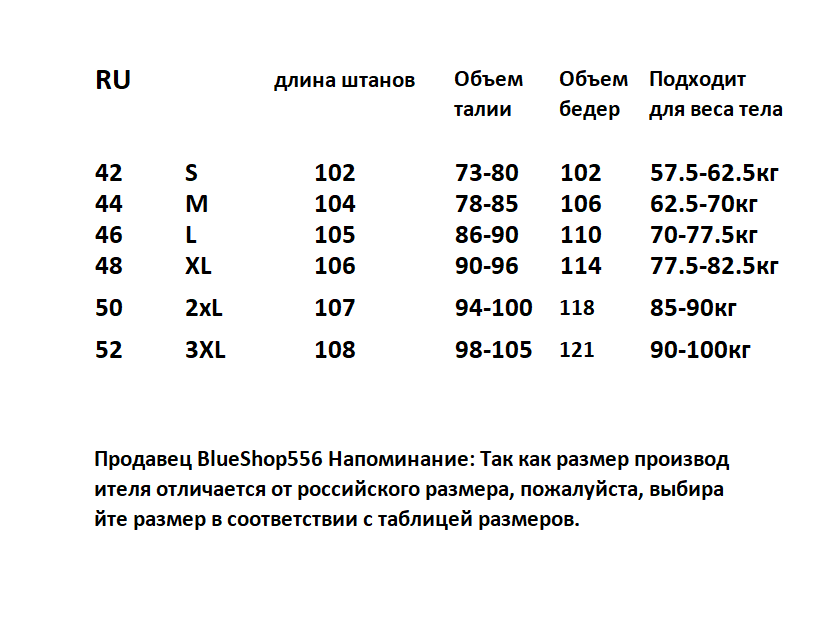 RU длина штанов Объем Объем Подходит
талии бедер для веса тела
42 S 102 73-80 102 57.5-62.5кг
44 M 104 78-85 106 62.5-70кг
46 L 105 86-90 110 70-77.5кг
48 XL 106 90-96 114 77.5-82.5кг
50 2xL 107 94-100 118 85-90кг
52 3XL 108 98-105 121 90-100кг
Продавец BlueShop556 Напоминание: Так как размер производ
ителя отличается от российского размера, пожалуйста, выбира
йте размер в соответствии с таблицей размеров.